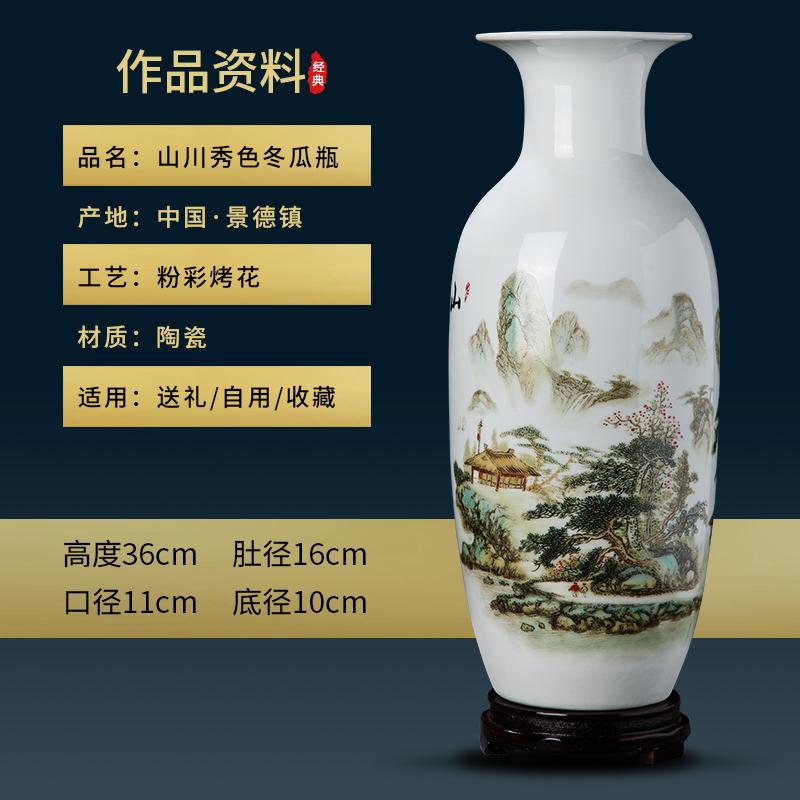 作品资料
经典
品名：山川秀色冬瓜瓶
产地：中国·景德镇
工艺：粉彩烤花
材质：陶瓷
适用：送礼/自用/收藏
高度36cm 肚径16cm
口径11cm 底径10cm
山